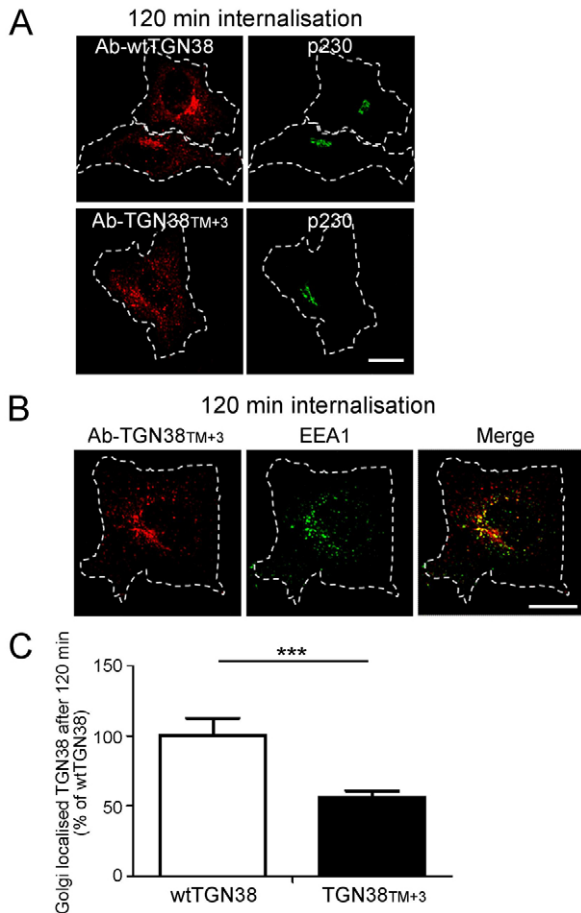 A
120 min internalisation
Ab-wtTGN38
p230
Ab-TGN38TM+3
p230
B
120 min internalisation
Ab-TGN38TM+3
EEA1
Merge
C
Golgi localised TGN38 after 120 min
(% of wtTGN38)
150
100
50
0
***
wtTGN38
TGN38TM+3